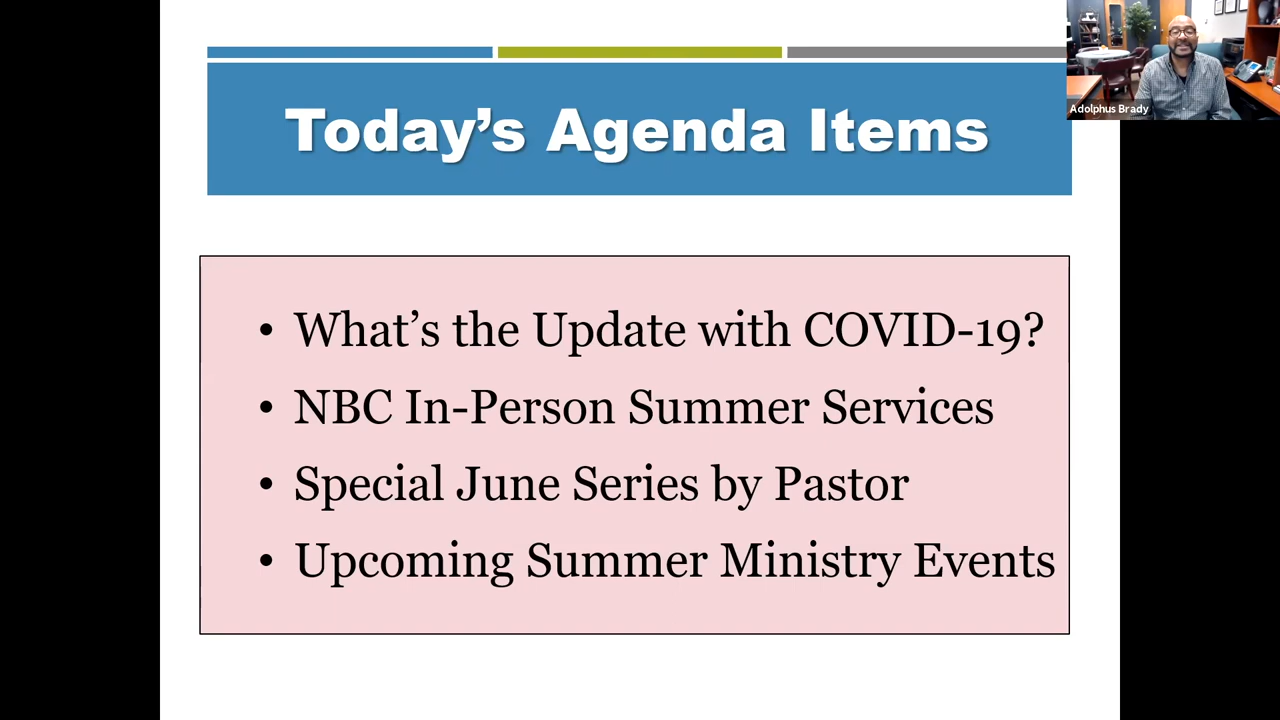 Today’s Agenda Items
Adolphus Brady
• What’s the Update with COVID-19?
• NBC In-Person Summer Services
• Special June Series by Pastor
• Upcoming Summer Ministry Events